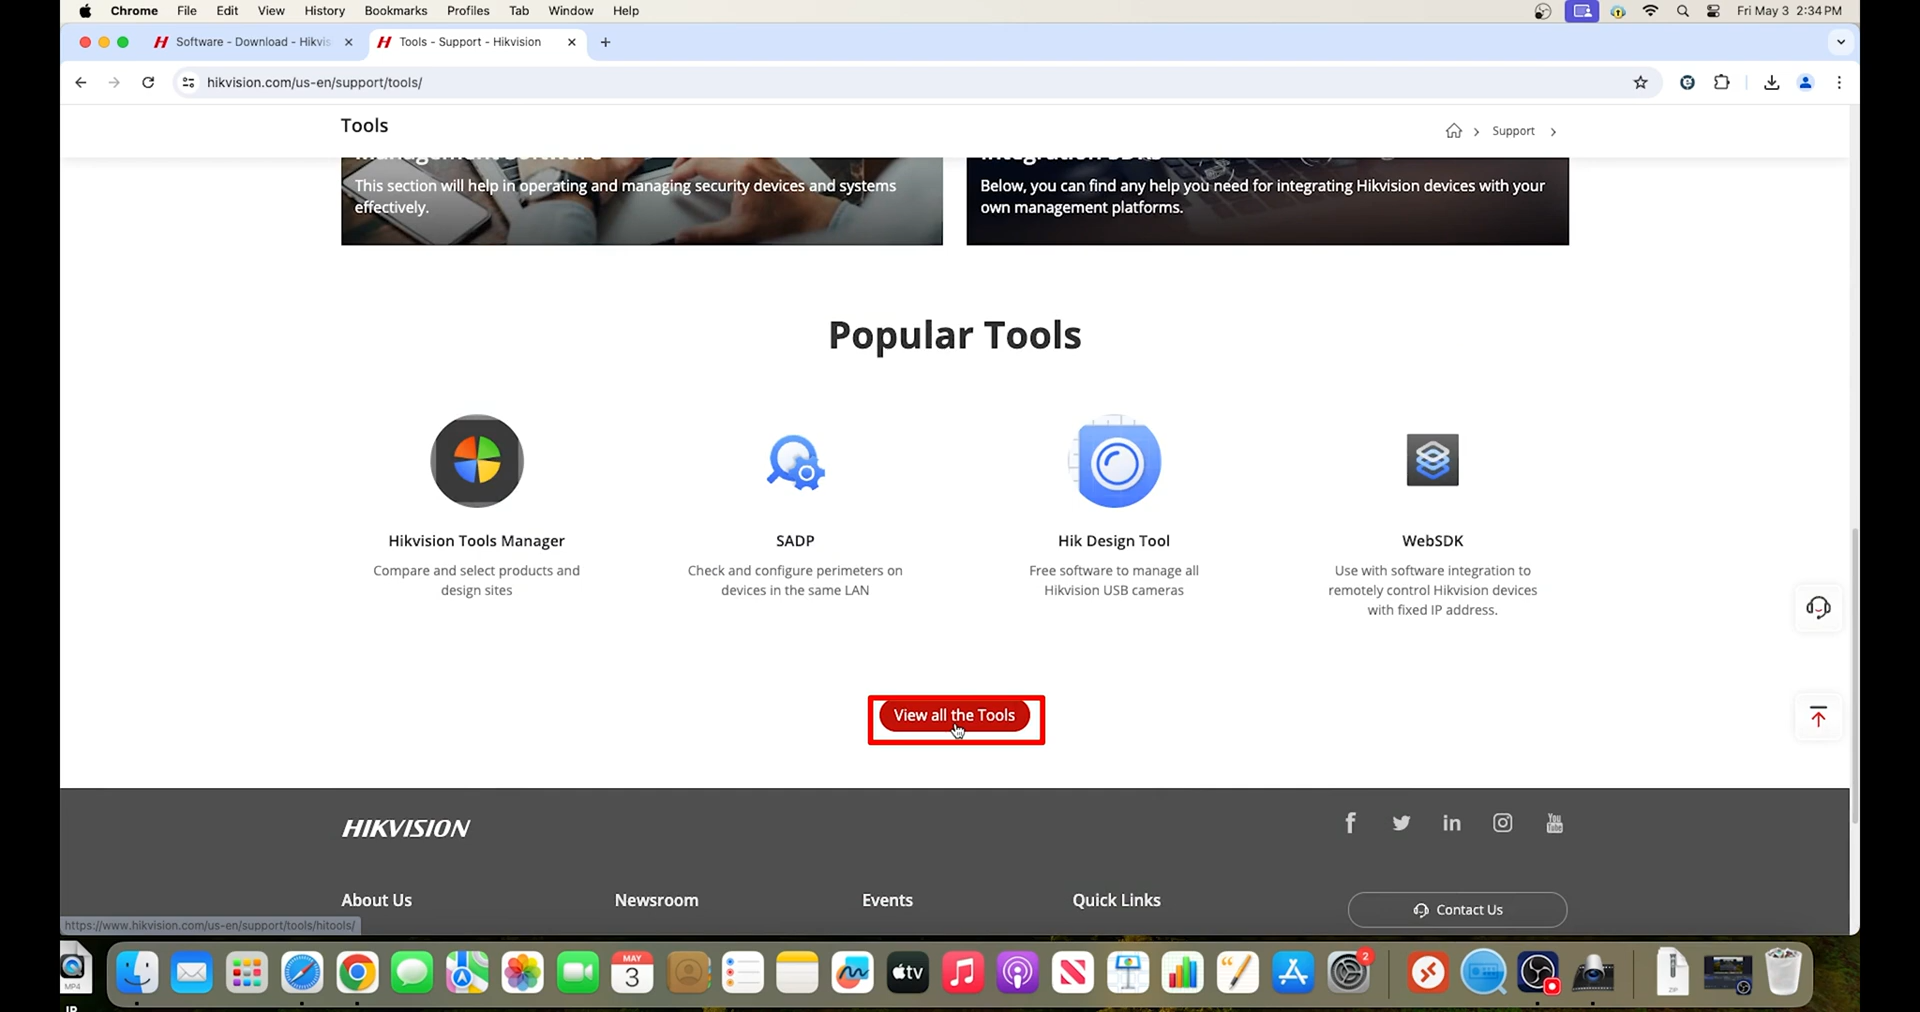 Chrome File Edit View History Bookmarks Profiles Tab Window Help Fri May 3 2:34 PM
Software - Download - Hikvis Tools - Support - Hikvision
hikvision.com/us-en/support/tools/
Tools
Support
This section will help in operating and managing security devices and systems
effectively.
Below, you can find any help you need for integrating Hikvision devices with your
own management platforms.
Popular Tools
Hikvision Tools Manager
Compare and select products and
design sites
SADP
Check and configure perimeters on
devices in the same LAN
Hik Design Tool
Free software to manage all
Hikvision USB cameras
WebSDK
Use with software integration to
remotely control Hikvision devices
with fixed IP address.
View all the Tools
HIKVISION
You
Tube
About Us Newsroom Events Quick Links
Contact Us
https://www.hikvision.com/us-en/support/tools/hitools/
MP4
MAY
3
tv
2
ZIP